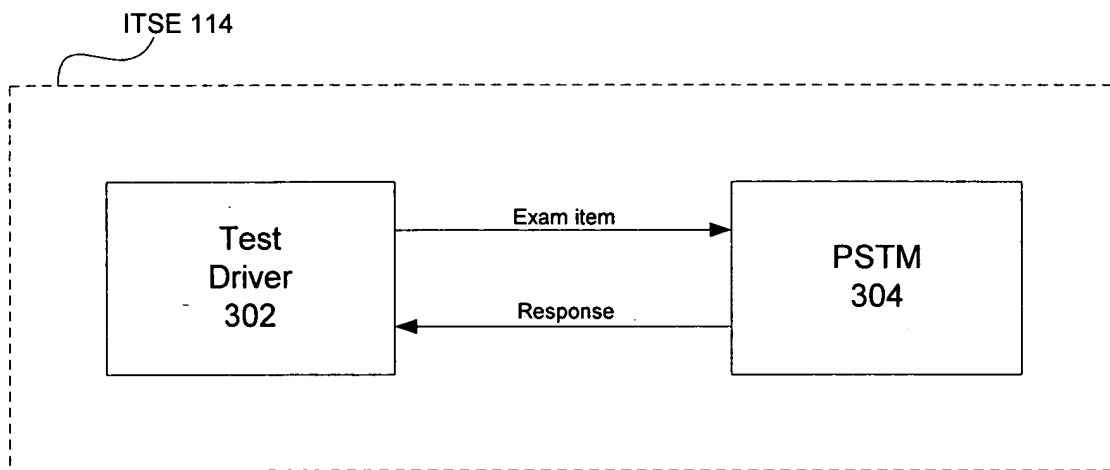 ITSE 114
Test
Driver
302
Exam item
Response
PSTM
304